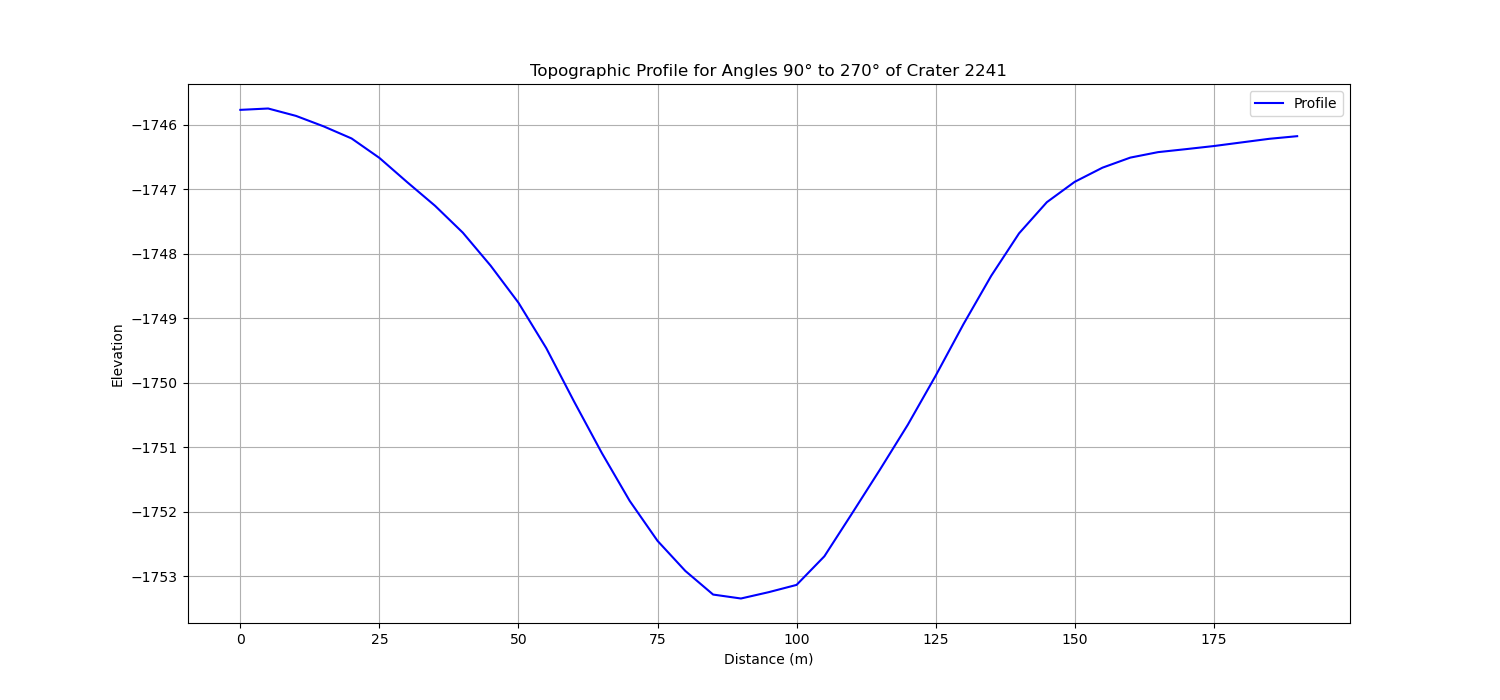 Topographic Profile for Angles 90° to 270° of Crater 2241
Profile
−1746
−1747
−1748
−1749
−1750
−1751
−1752
−1753
Elevation
0 25 50 75 100 125 150 175
Distance (m)